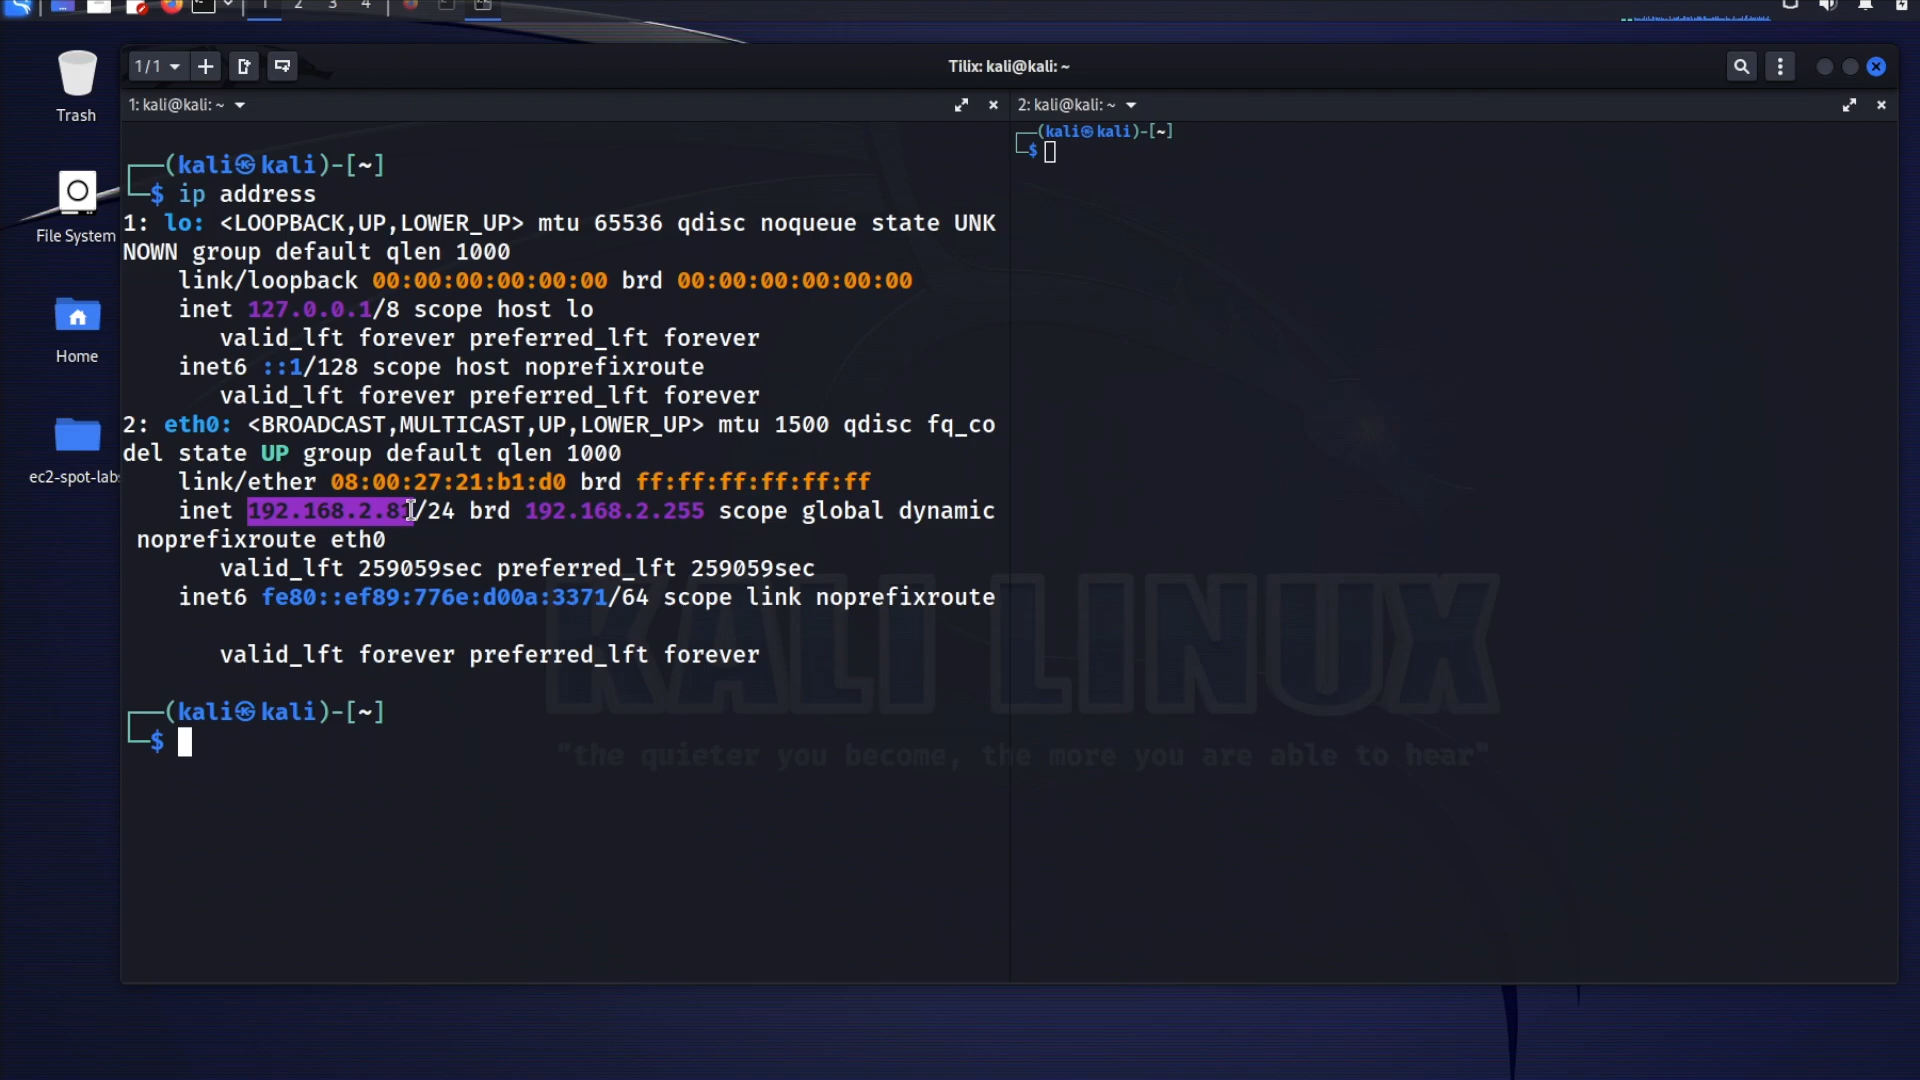 1 2 3 4
Tilix: kali@kali: ~
1/1
1: kali@kali: ~
2: kali@kali: ~
Trash
File System
Home
ec2-spot-labs
┌──(kali㉿kali)-[~]
└─$ ip address
1: lo: <LOOPBACK,UP,LOWER_UP> mtu 65536 qdisc noqueue state UNK
NOWN group default qlen 1000
    link/loopback 00:00:00:00:00:00 brd 00:00:00:00:00:00
    inet 127.0.0.1/8 scope host lo
       valid_lft forever preferred_lft forever
    inet6 ::1/128 scope host noprefixroute
       valid_lft forever preferred_lft forever
2: eth0: <BROADCAST,MULTICAST,UP,LOWER_UP> mtu 1500 qdisc fq_co
del state UP group default qlen 1000
    link/ether 08:00:27:21:b1:d0 brd ff:ff:ff:ff:ff:ff
    inet 192.168.2.81/24 brd 192.168.2.255 scope global dynamic
 noprefixroute eth0
       valid_lft 259059sec preferred_lft 259059sec
    inet6 fe80::ef89:776e:d00a:3371/64 scope link noprefixroute
       valid_lft forever preferred_lft forever
┌──(kali㉿kali)-[~]
└─$
┌──(kali㉿kali)-[~]
└─$
KALI LINUX
"the quieter you become, the more you are able to hear"